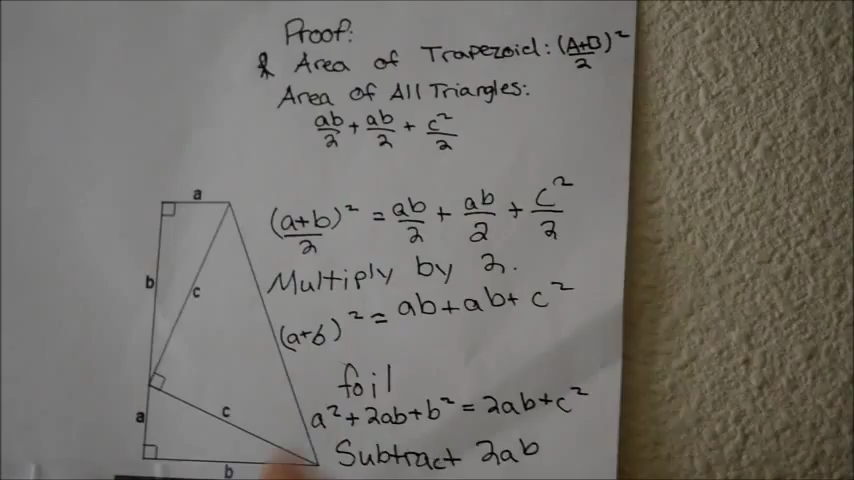 Proof:
Area of Trapezoid: (A+B)²/2
Area of All Triangles:
ab/2 + ab/2 + c²/2
(a+b)²/2 = ab/2 + ab/2 + c²/2
Multiply by 2.
(a+b)² = ab+ab+c²
foil
a²+2ab+b² = 2ab+c²
Subtract 2ab
a
b
c
a
c
b